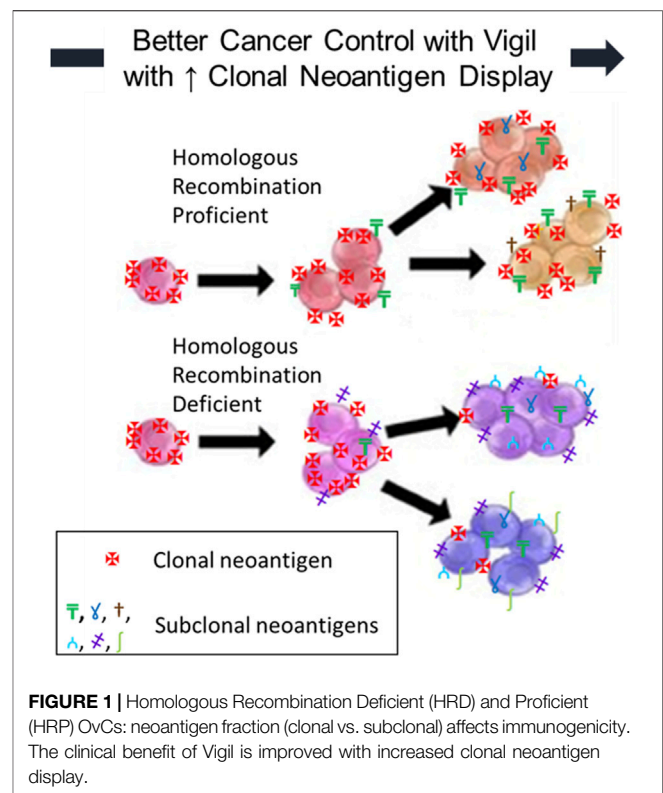 Better Cancer Control with Vigil
with ↑ Clonal Neoantigen Display
Homologous
Recombination
Proficient
Homologous
Recombination
Deficient
Clonal neoantigen
Subclonal neoantigens
FIGURE 1 | Homologous Recombination Deficient (HRD) and Proficient
(HRP) OvCs: neoantigen fraction (clonal vs. subclonal) affects immunogenicity.
The clinical benefit of Vigil is improved with increased clonal neoantigen
display.